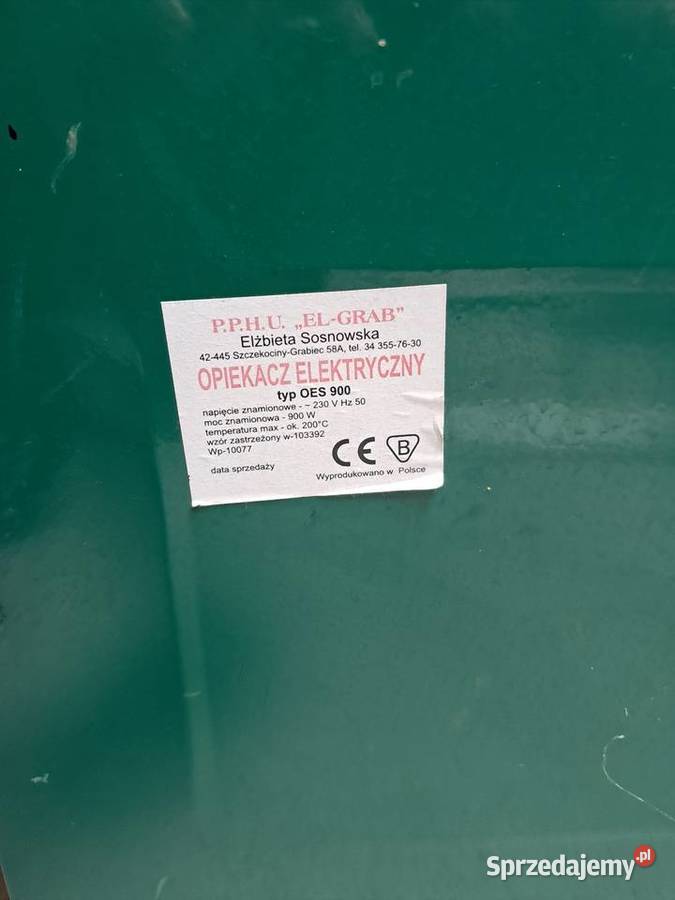 P.P.H.U. „EL-GRAB”
Elżbieta Sosnowska
42-445 Szczekociny-Grabiec 58A, tel. 34 355-76-30
OPIEKACZ ELEKTRYCZNY
typ OES 900
napięcie znamionowe - ~ 230 V Hz 50
moc znamionowa - 900 W
temperatura max - ok. 200°C
wzór zastrzeżony w-103392
Wp-10077
CE B
data sprzedaży
Wyprodukowano w Polsce
Sprzedajemy.pl